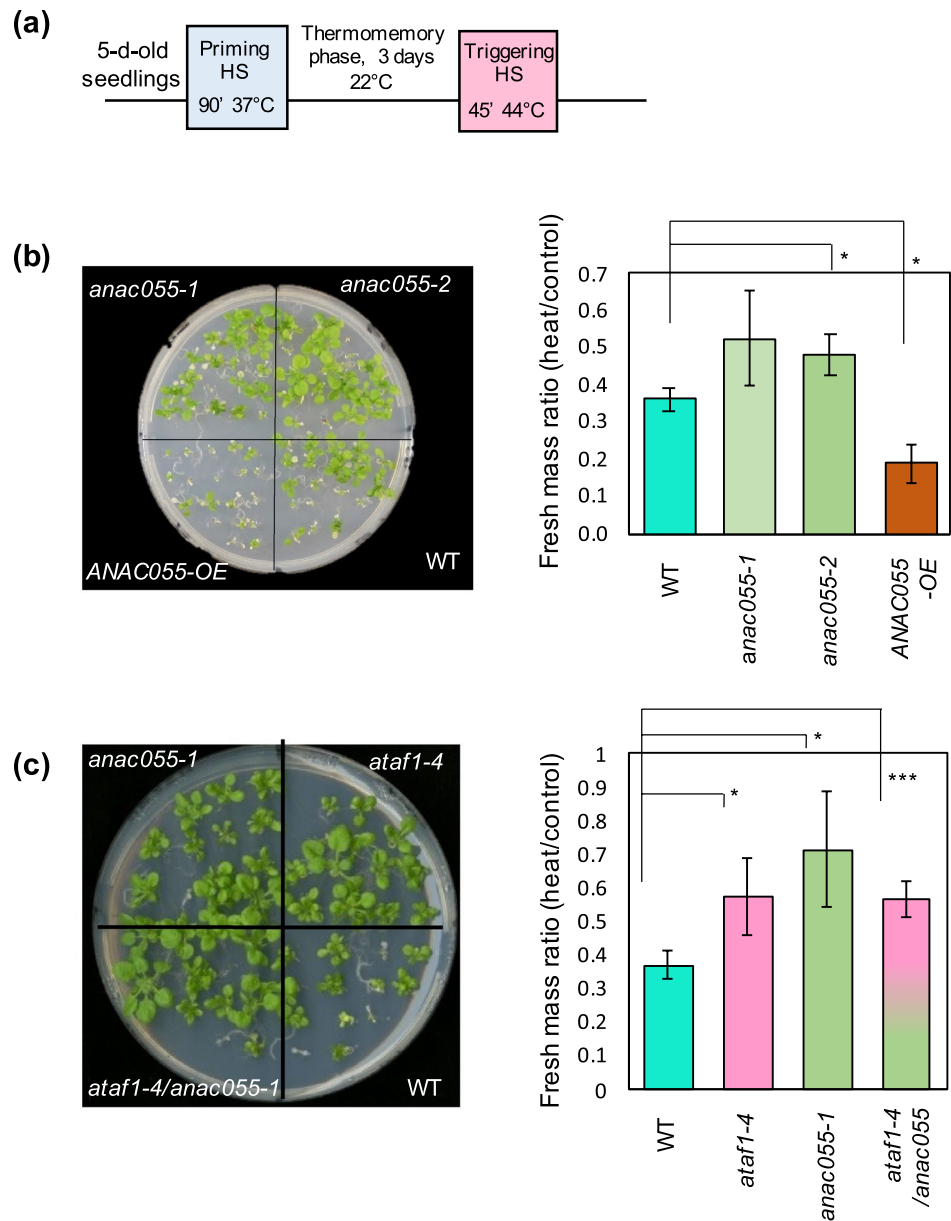 (a)
5-d-old
seedlings
Priming
HS
90’ 37°C
Thermomemory
phase, 3 days
22°C
Triggering
HS
45’ 44°C
(b)
anac055-1
anac055-2
ANAC055-OE
WT
Fresh mass ratio (heat/control)
0.7
0.6
0.5
0.4
0.3
0.2
0.1
0.0
*
*
WT
anac055-1
anac055-2
ANAC055
-OE
(c)
anac055-1
ataf1-4
ataf1-4/anac055-1
WT
Fresh mass ratio (heat/control)
1
0.9
0.8
0.7
0.6
0.5
0.4
0.3
0.2
0.1
0
*
*
***
WT
ataf1-4
anac055-1
ataf1-4
/anac055